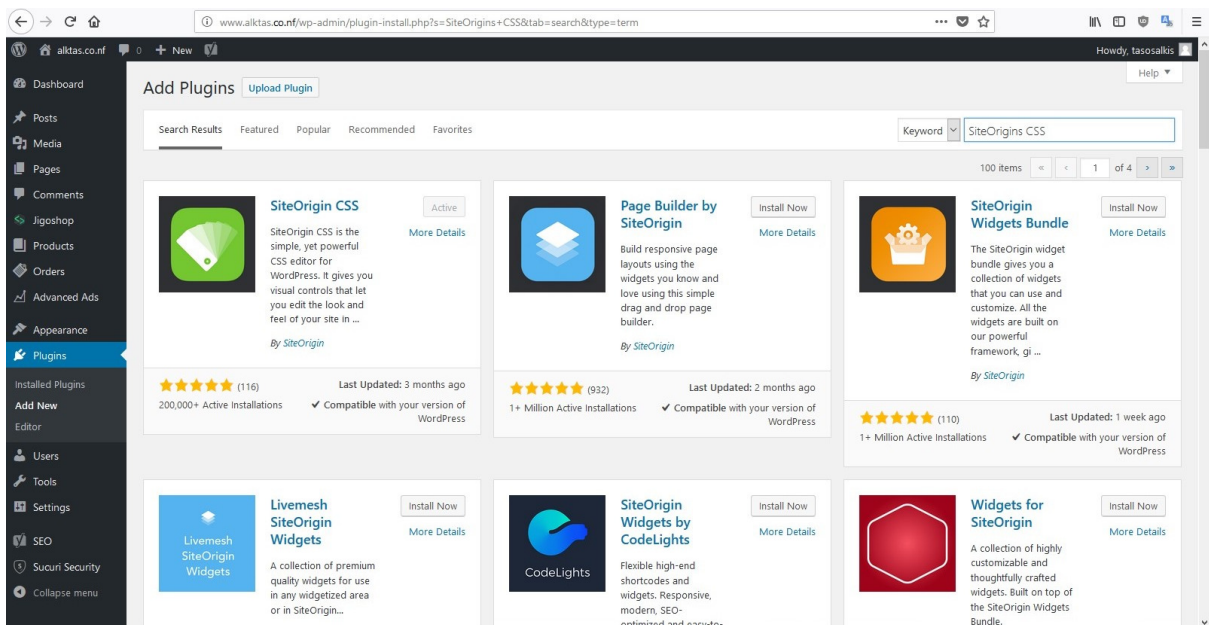 www.alktas.co.nf/wp-admin/plugin-install.php?s=SiteOrigins+CSS&tab=search&type=term
alktas.co.nf 0 + New
Howdy, tasosalkis
Dashboard
Posts
Media
Pages
Comments
Jigoshop
Products
Orders
Advanced Ads
Appearance
Plugins
Installed Plugins
Add New
Editor
Users
Tools
Settings
SEO
Sucuri Security
Collapse menu
Help
Add Plugins Upload Plugin
Search Results Featured Popular Recommended Favorites
Keyword SiteOrigins CSS
100 items « ‹ 1 of 4 › »
SiteOrigin CSS
Active
More Details
SiteOrigin CSS is the
simple, yet powerful
CSS editor for
WordPress. It gives you
visual controls that let
you edit the look and
feel of your site in ...
By SiteOrigin
(116)
200,000+ Active Installations
Last Updated: 3 months ago
✔ Compatible with your version of
WordPress
Page Builder by
SiteOrigin
Install Now
More Details
Build responsive page
layouts using the
widgets you know and
love using this simple
drag and drop page
builder.
By SiteOrigin
(932)
1+ Million Active Installations
Last Updated: 2 months ago
✔ Compatible with your version of
WordPress
SiteOrigin
Widgets Bundle
Install Now
More Details
The SiteOrigin widget
bundle gives you a
collection of widgets
that you can use and
customize. All the
widgets are built on
our powerful
framework, gi ...
By SiteOrigin
(110)
1+ Million Active Installations
Last Updated: 1 week ago
✔ Compatible with your version of
WordPress
Livemesh
SiteOrigin
Widgets
Livemesh
SiteOrigin
Widgets
Install Now
More Details
A collection of premium
quality widgets for use
in any widgetized area
or in SiteOrigin...
CodeLights
SiteOrigin
Widgets by
CodeLights
Install Now
More Details
Flexible high-end
shortcodes and
widgets. Responsive,
modern, SEO-
optimized and easy-to-
Widgets for
SiteOrigin
Install Now
More Details
A collection of highly
customizable and
thoughtfully crafted
widgets. Built on top of
the SiteOrigin Widgets
Bundle.